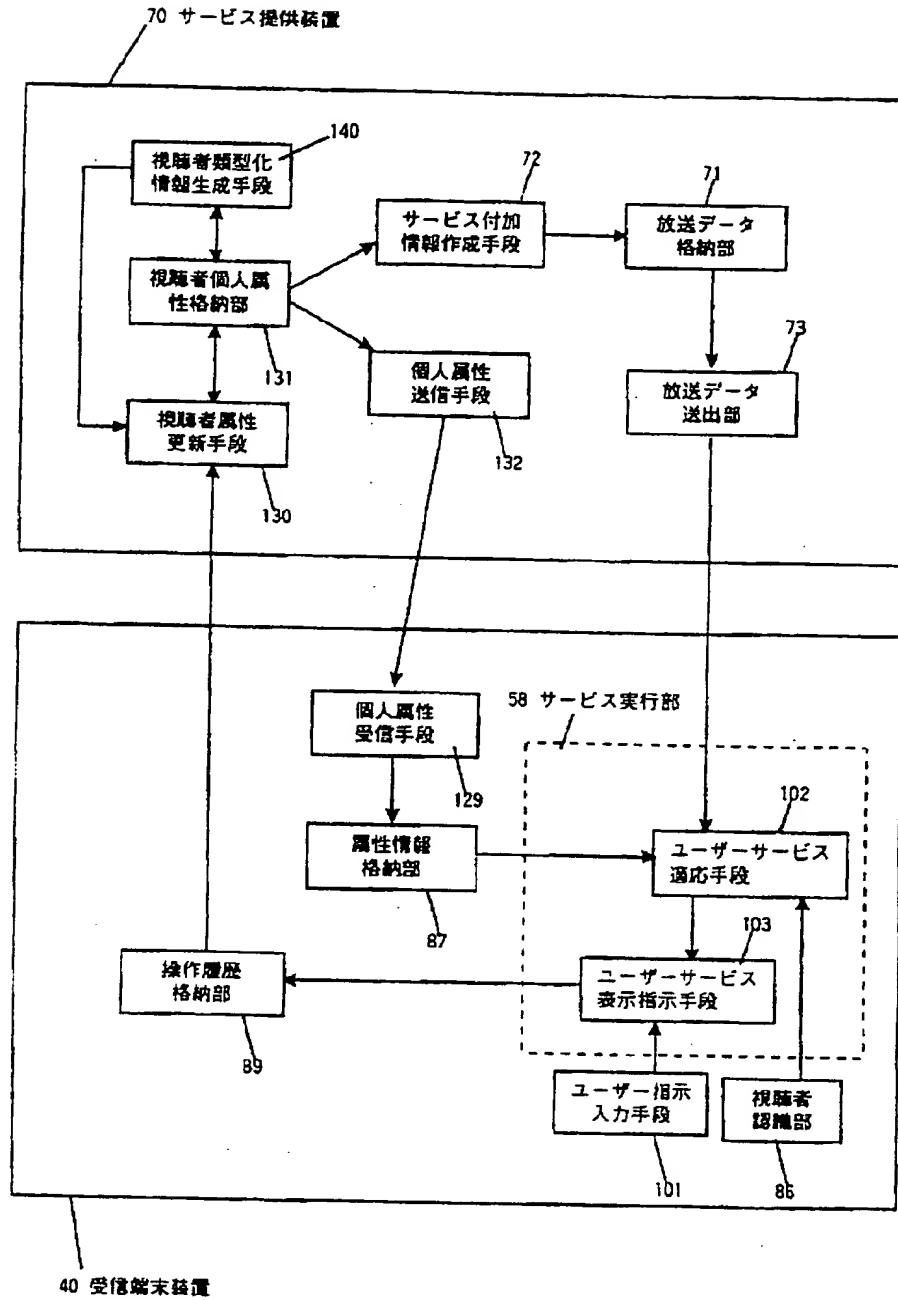 70 サービス提供装置
140
視聴者類型化
情報生成手段
72
サービス付加
情報作成手段
71
放送データ
格納部
視聴者個人属
性格納部
131
個人属性
送信手段
132
73
放送データ
送出部
視聴者属性
更新手段
130
個人属性
受信手段
129
58 サービス実行部
102
ユーザーサービス
適応手段
属性情報
格納部
87
103
ユーザーサービス
表示指示手段
操作履歴
格納部
89
ユーザー指示
入力手段
101
視聴者
認識部
86
40 受信端末装置